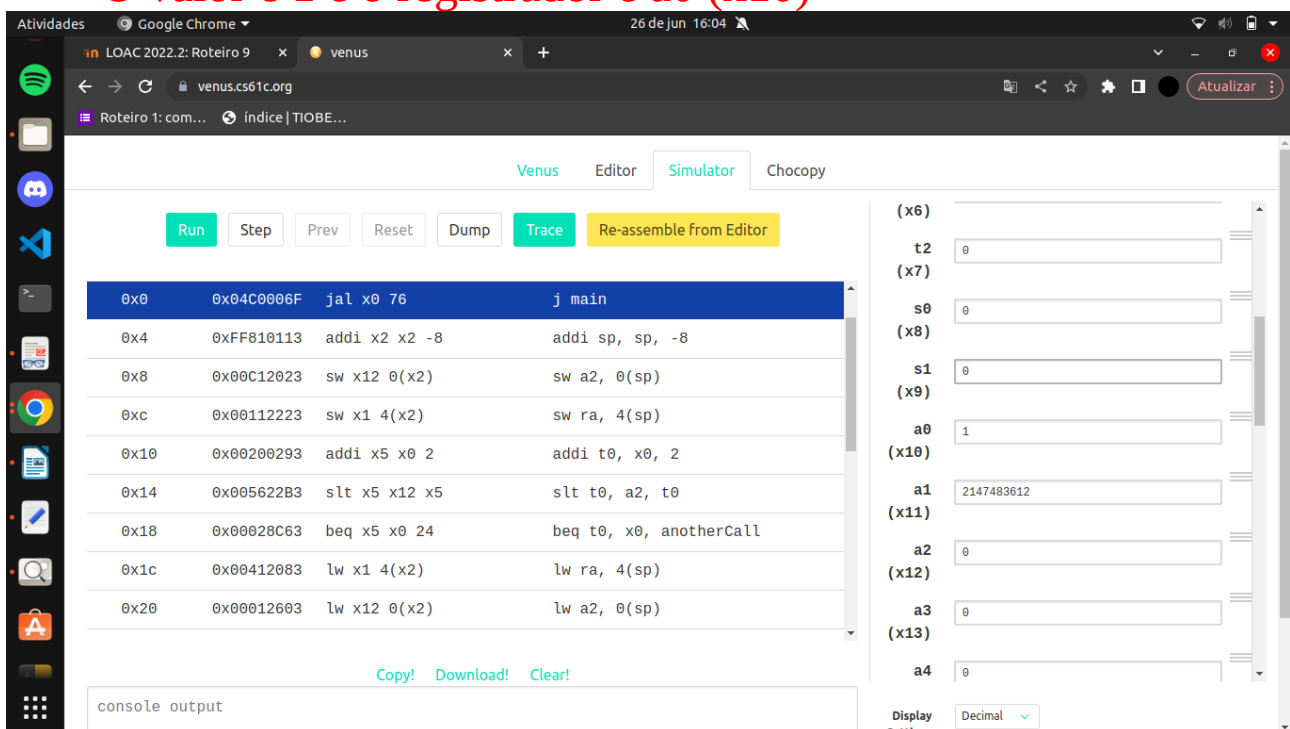 Atividades
Google Chrome
26 de jun 16:04
LOAC 2022.2: Roteiro 9
venus
venus.cs61c.org
Atualizar
Roteiro 1: com...
índice | TIOBE...
Venus Editor Simulator Chocopy
Run Step Prev Reset Dump Trace Re-assemble from Editor
0x0 0x04C0006F jal x0 76 j main
0x4 0xFF810113 addi x2 x2 -8 addi sp, sp, -8
0x8 0x00C12023 sw x12 0(x2) sw a2, 0(sp)
0xc 0x00112223 sw x1 4(x2) sw ra, 4(sp)
0x10 0x00200293 addi x5 x0 2 addi t0, x0, 2
0x14 0x005622B3 slt x5 x12 x5 slt t0, a2, t0
0x18 0x00028C63 beq x5 x0 24 beq t0, x0, anotherCall
0x1c 0x00412083 lw x1 4(x2) lw ra, 4(sp)
0x20 0x00012603 lw x12 0(x2) lw a2, 0(sp)
Copy! Download! Clear!
console output
(x6)
t2 0
(x7)
s0 0
(x8)
s1 0
(x9)
a0 1
(x10)
a1 2147483612
(x11)
a2 0
(x12)
a3 0
(x13)
a4 0
Display Decimal